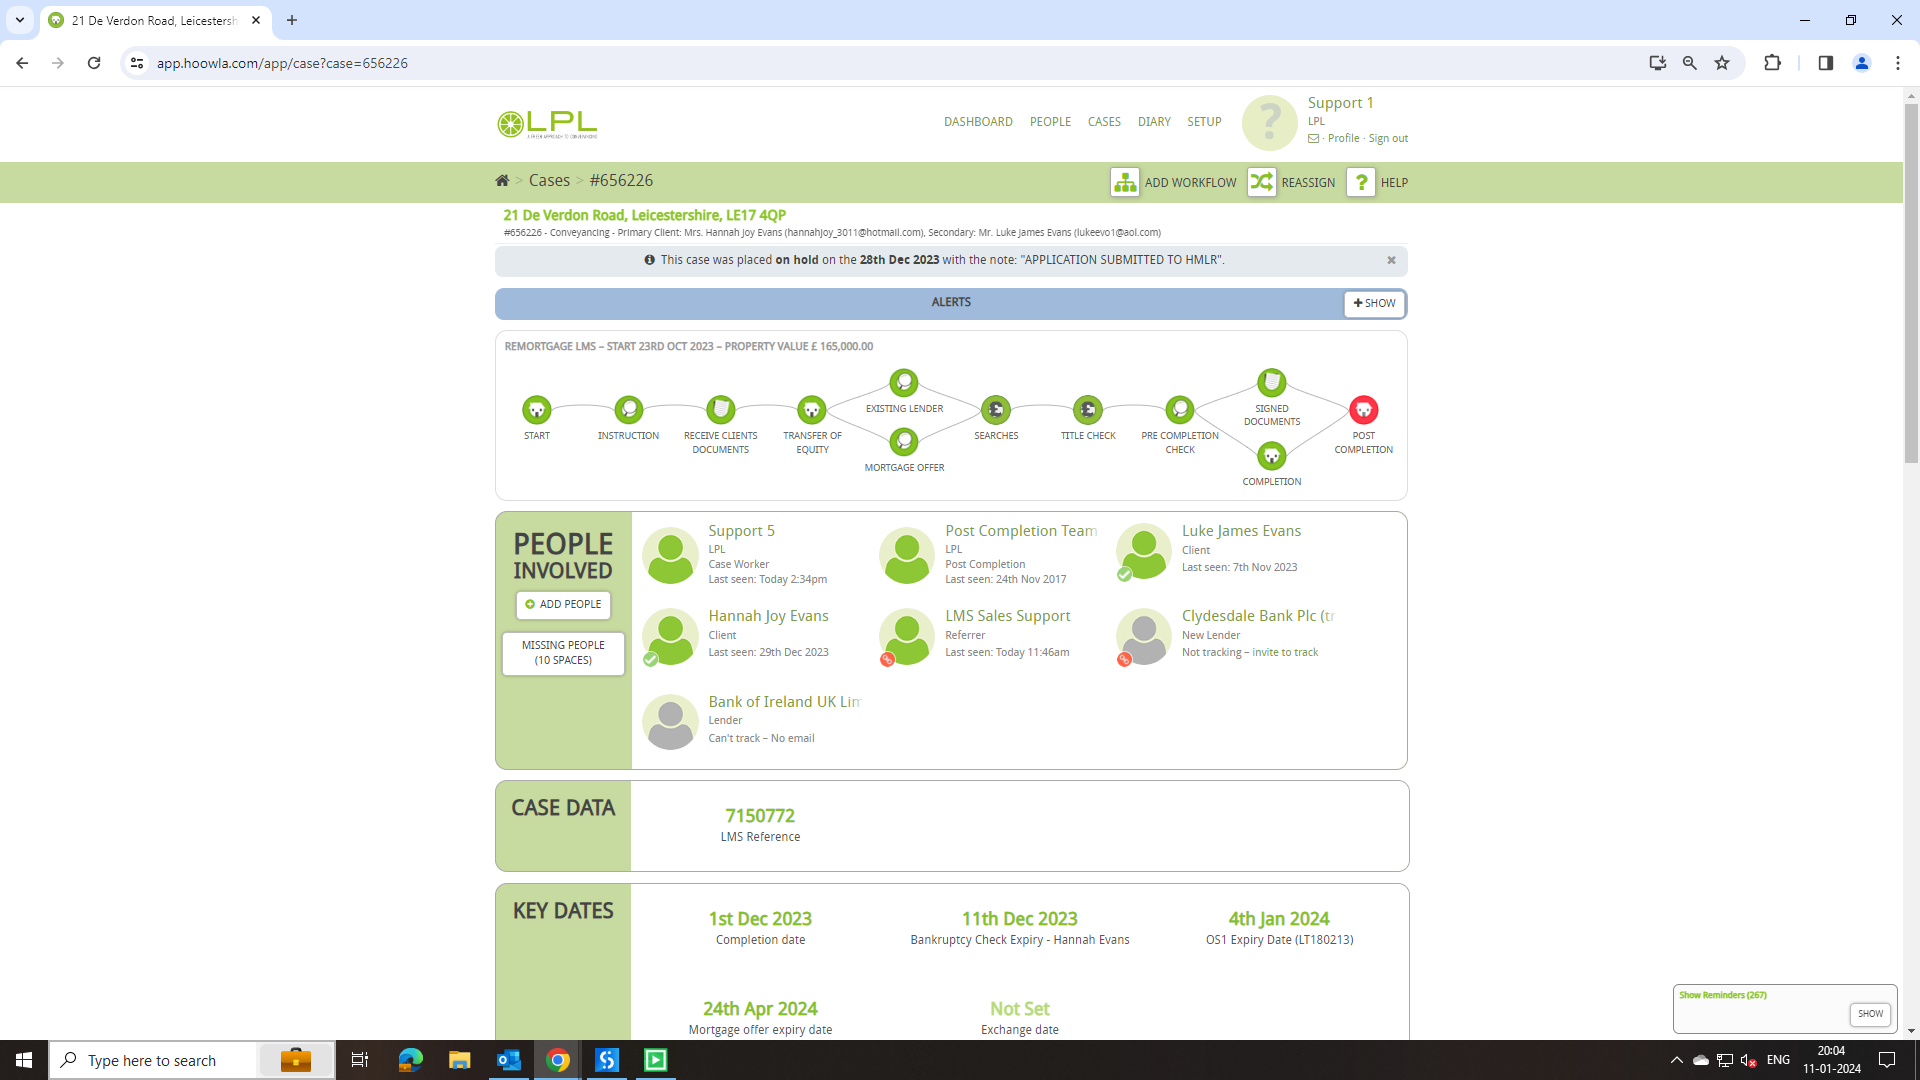 21 De Verdon Road, Leicestersh
app.hoowla.com/app/case?case=656226
LPL
A FRESH APPROACH TO CONVEYANCING
DASHBOARD PEOPLE CASES DIARY SETUP
?
Support 1
LPL
· Profile · Sign out
> Cases > #656226
ADD WORKFLOW REASSIGN ? HELP
21 De Verdon Road, Leicestershire, LE17 4QP
#656226 - Conveyancing - Primary Client: Mrs. Hannah Joy Evans (hannahjoy_3011@hotmail.com), Secondary: Mr. Luke James Evans (lukeevo1@aol.com)
This case was placed on hold on the 28th Dec 2023 with the note: "APPLICATION SUBMITTED TO HMLR".
ALERTS
SHOW
REMORTGAGE LMS – START 23RD OCT 2023 – PROPERTY VALUE £ 165,000.00
START
INSTRUCTION
RECEIVE CLIENTS
DOCUMENTS
TRANSFER OF
EQUITY
EXISTING LENDER
MORTGAGE OFFER
SEARCHES
TITLE CHECK
PRE COMPLETION
CHECK
SIGNED
DOCUMENTS
COMPLETION
POST
COMPLETION
PEOPLE
INVOLVED
ADD PEOPLE
MISSING PEOPLE
(10 SPACES)
Support 5
LPL
Case Worker
Last seen: Today 2:34pm
Post Completion Team
LPL
Post Completion
Last seen: 24th Nov 2017
Luke James Evans
Client
Last seen: 7th Nov 2023
Hannah Joy Evans
Client
Last seen: 29th Dec 2023
LMS Sales Support
Referrer
Last seen: Today 11:46am
Clydesdale Bank Plc (tr
New Lender
Not tracking – invite to track
Bank of Ireland UK Lim
Lender
Can't track – No email
CASE DATA
7150772
LMS Reference
KEY DATES
1st Dec 2023
Completion date
11th Dec 2023
Bankruptcy Check Expiry - Hannah Evans
4th Jan 2024
OS1 Expiry Date (LT180213)
24th Apr 2024
Mortgage offer expiry date
Not Set
Exchange date
Show Reminders (267)
SHOW
Type here to search
ENG
20:04
11-01-2024